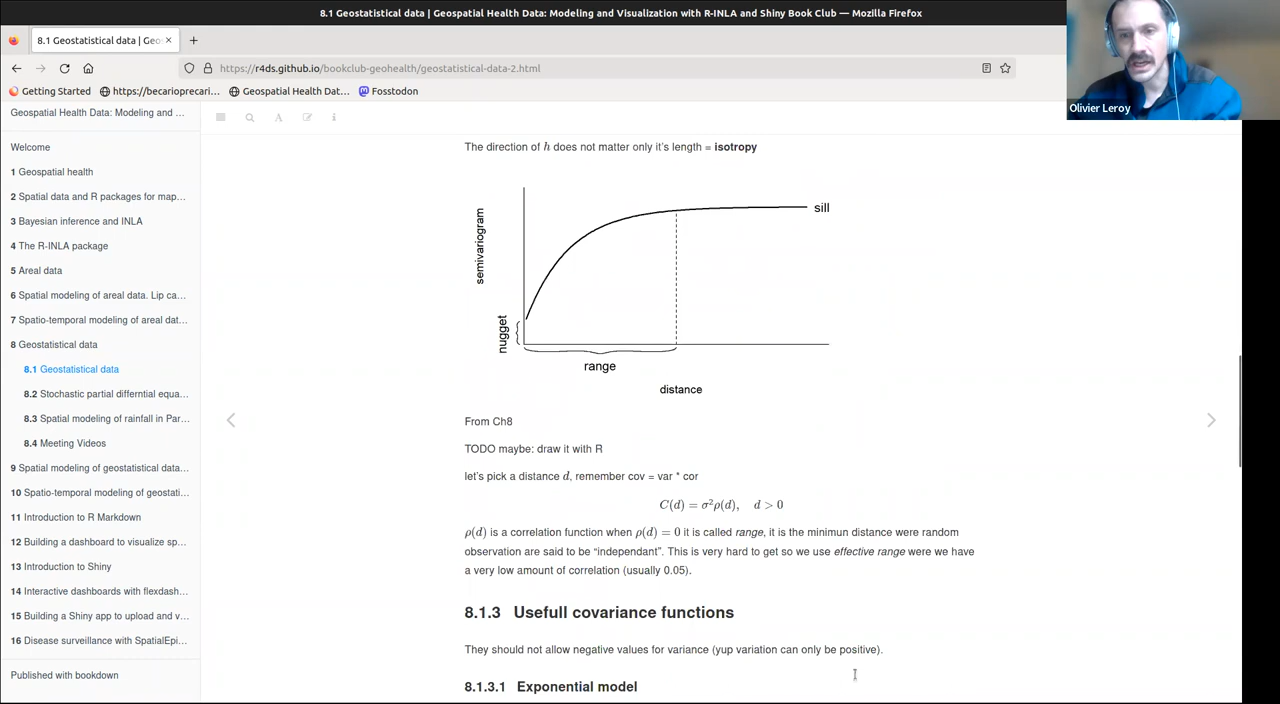 8.1 Geostatistical data | Geospatial Health Data: Modeling and Visualization with R-INLA and Shiny Book Club — Mozilla Firefox
8.1 Geostatistical data | Geo
https://r4ds.github.io/bookclub-geohealth/geostatistical-data-2.html
Getting Started
https://becarioprecari...
Geospatial Health Dat...
Fosstodon
Olivier Leroy
Geospatial Health Data: Modeling and ...
Welcome
1 Geospatial health
2 Spatial data and R packages for map...
3 Bayesian inference and INLA
4 The R-INLA package
5 Areal data
6 Spatial modeling of areal data. Lip ca...
7 Spatio-temporal modeling of areal dat...
8 Geostatistical data
8.1 Geostatistical data
8.2 Stochastic partial differntial equa...
8.3 Spatial modeling of rainfall in Par...
8.4 Meeting Videos
9 Spatial modeling of geostatistical data...
10 Spatio-temporal modeling of geostati...
11 Introduction to R Markdown
12 Building a dashboard to visualize sp...
13 Introduction to Shiny
14 Interactive dashboards with flexdash...
15 Building a Shiny app to upload and v...
16 Disease surveillance with SpatialEpi...
Published with bookdown
The direction of h does not matter only it's length = isotropy
semivariogram
sill
nugget
range
distance
From Ch8
TODO maybe: draw it with R
let's pick a distance d, remember cov = var * cor
C(d) = σ²ρ(d), d > 0
ρ(d) is a correlation function when ρ(d) = 0 it is called range, it is the minimun distance were random
observation are said to be “independant”. This is very hard to get so we use effective range were we have
a very low amount of correlation (usually 0.05).
8.1.3 Usefull covariance functions
They should not allow negative values for variance (yup variation can only be positive).
8.1.3.1 Exponential model